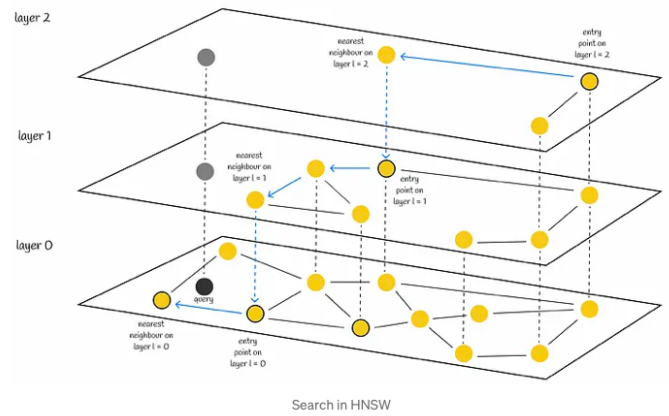 layer 2
nearest
neighbour on
layer l = 2
entry
point on
layer l = 2
layer 1
nearest
neighbour on
layer l = 1
entry
point on
layer l = 1
layer 0
query
nearest
neighbour on
layer l = 0
entry
point on
layer l = 0
Search in HNSW